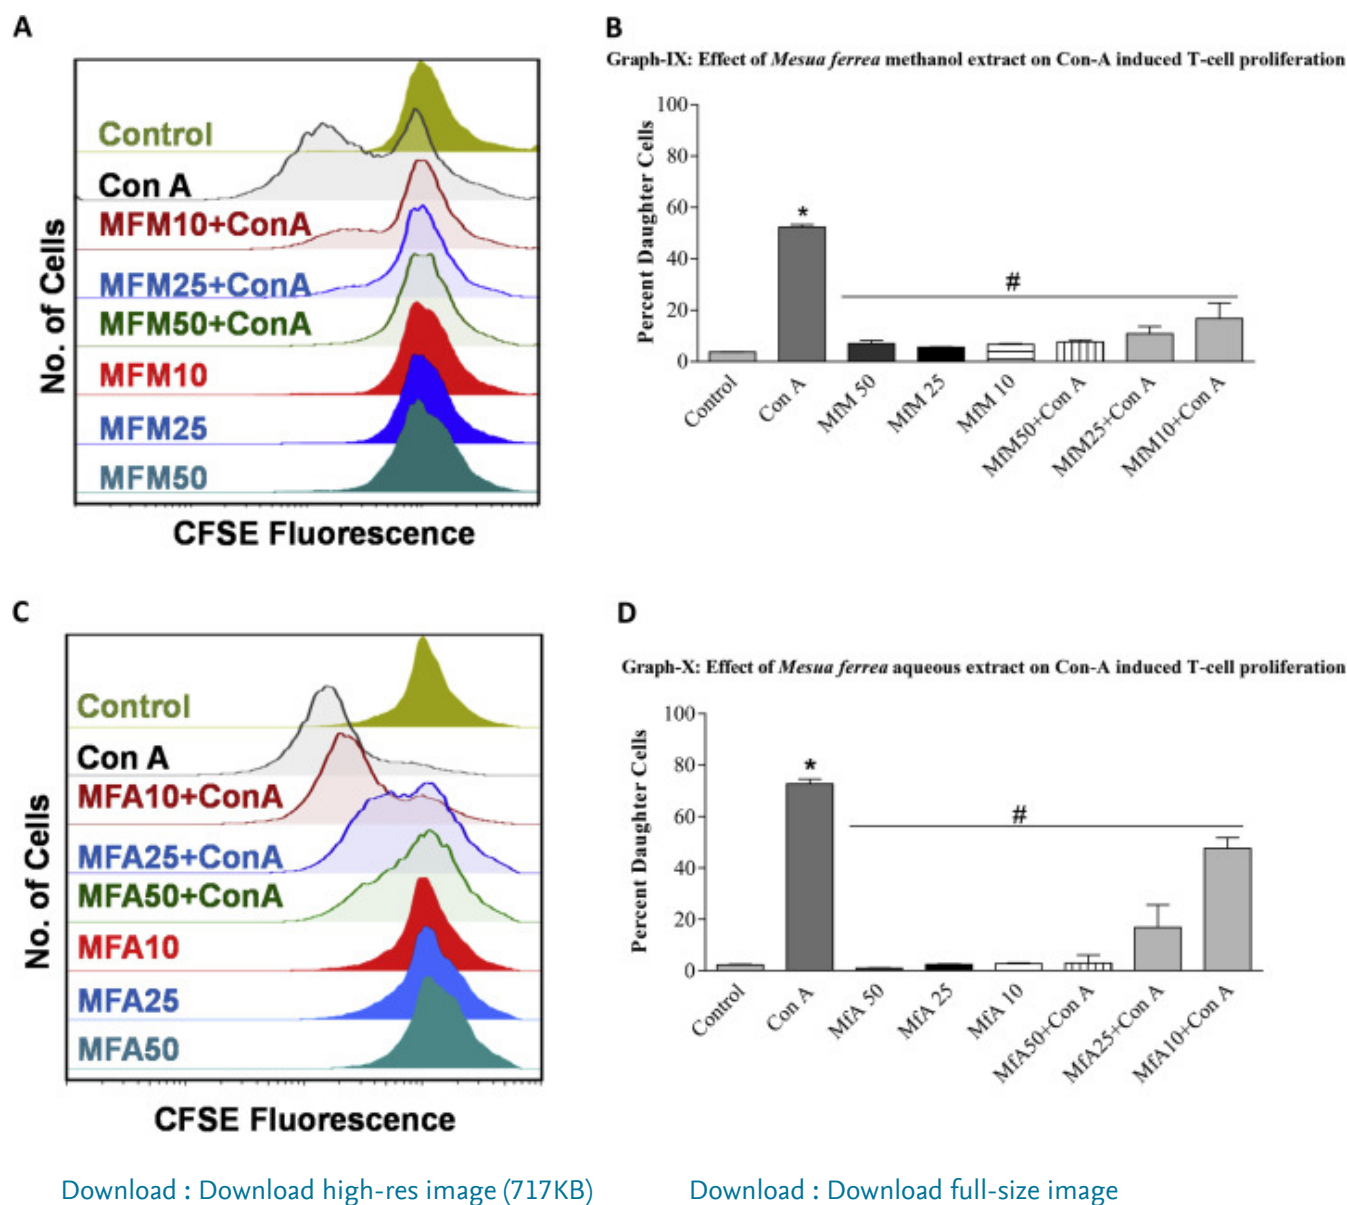 A
Control
Con A
MFM10+ConA
MFM25+ConA
MFM50+ConA
MFM10
MFM25
MFM50
No. of Cells
CFSE Fluorescence
B
Graph-IX: Effect of Mesua ferrea methanol extract on Con-A induced T-cell proliferation
Percent Daughter Cells
100
80
60
40
20
0
*
#
Control
Con A
MfM 50
MfM 25
MfM 10
MfM50+Con A
MfM25+Con A
MfM10+Con A
C
Control
Con A
MFA10+ConA
MFA25+ConA
MFA50+ConA
MFA10
MFA25
MFA50
No. of Cells
CFSE Fluorescence
D
Graph-X: Effect of Mesua ferrea aqueous extract on Con-A induced T-cell proliferation
Percent Daughter Cells
100
80
60
40
20
0
*
#
Control
Con A
MfA 50
MfA 25
MfA 10
MfA50+Con A
MfA25+Con A
MfA10+Con A
Download : Download high-res image (717KB)
Download : Download full-size image